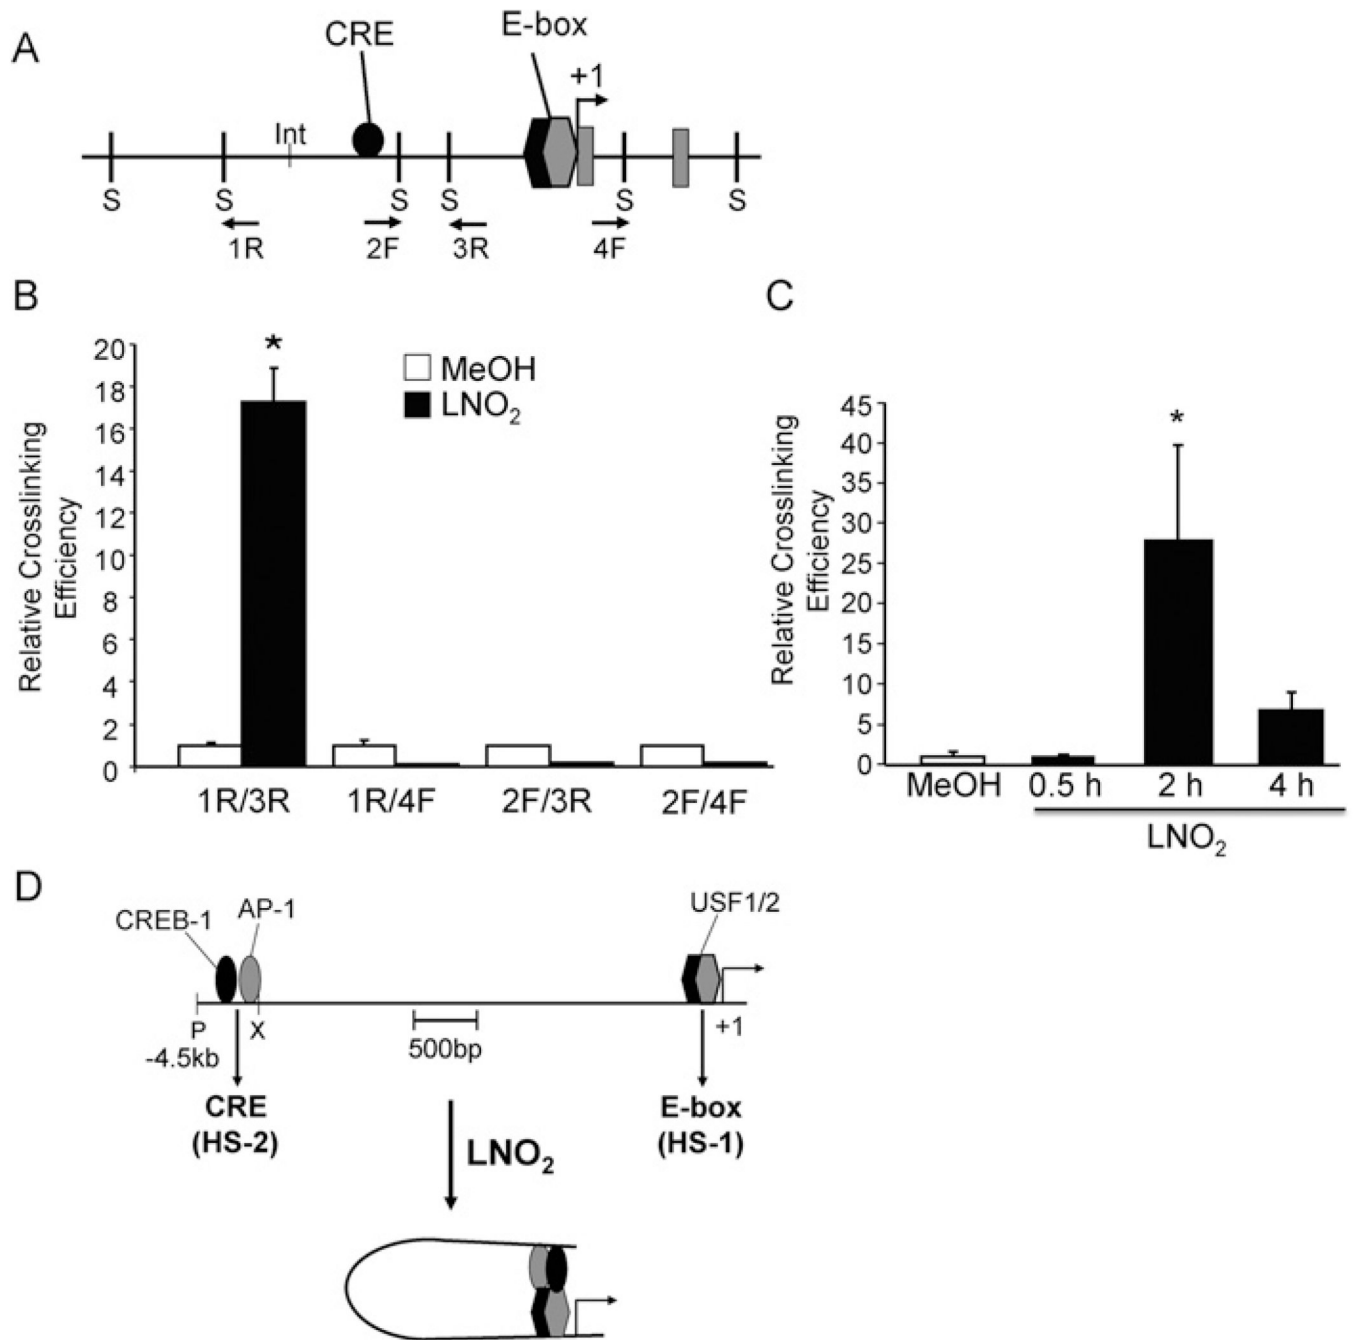 A
CRE
E-box
+1
Int
S
S
S
S
S
S
1R
2F
3R
4F
B
Relative Crosslinking
Efficiency
20
18
16
14
12
10
8
6
4
2
0
*
MeOH
LNO₂
1R/3R
1R/4F
2F/3R
2F/4F
C
Relative Crosslinking
Efficiency
45
40
35
30
25
20
15
10
5
0
*
MeOH
0.5 h
2 h
4 h
LNO₂
D
CREB-1
AP-1
USF1/2
P
X
-4.5kb
500bp
+1
CRE
(HS-2)
E-box
(HS-1)
LNO₂